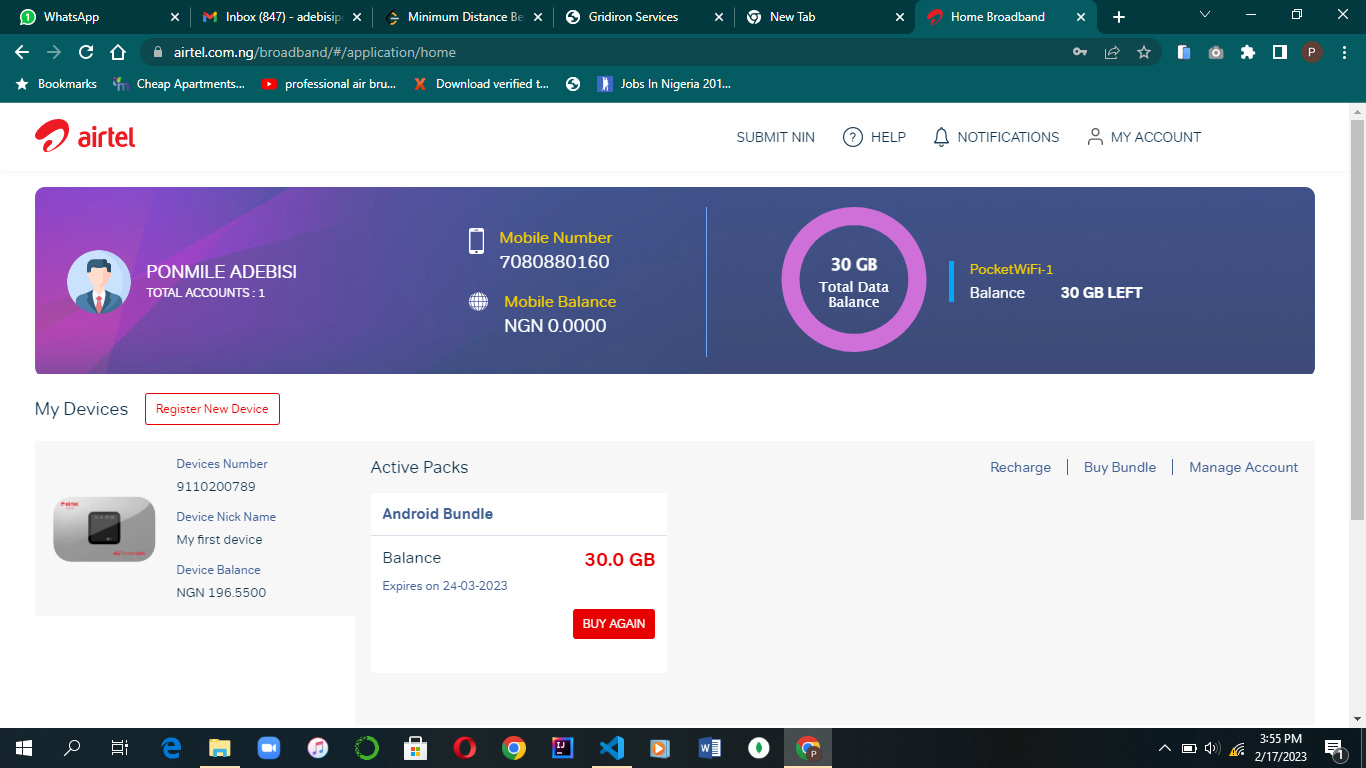 WhatsApp
Inbox (847) - adebisip
Minimum Distance Be
Gridiron Services
New Tab
Home Broadband
airtel.com.ng/broadband/#/application/home
P
Bookmarks
Cheap Apartments...
professional air bru...
Download verified t...
Jobs In Nigeria 201...
airtel
SUBMIT NIN
HELP
NOTIFICATIONS
MY ACCOUNT
PONMILE ADEBISI
TOTAL ACCOUNTS : 1
Mobile Number
7080880160
Mobile Balance
NGN 0.0000
30 GB
Total Data
Balance
PocketWiFi-1
Balance 30 GB LEFT
My Devices
Register New Device
Devices Number
9110200789
Device Nick Name
My first device
Device Balance
NGN 196.5500
Active Packs
Recharge
Buy Bundle
Manage Account
Android Bundle
Balance 30.0 GB
Expires on 24-03-2023
BUY AGAIN
3:55 PM
2/17/2023
1